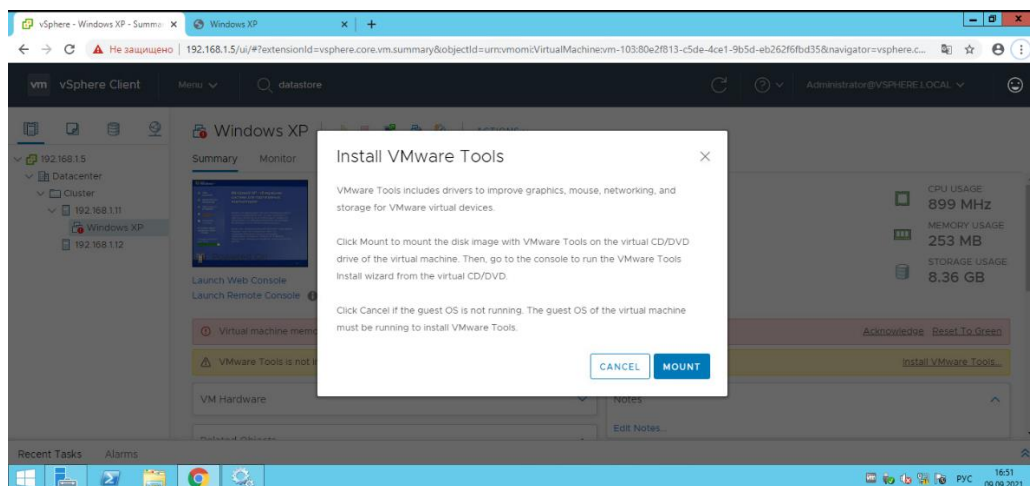 vSphere - Windows XP - Summa
Windows XP
Не защищено
192.168.1.5/ui/#?extensionId=vsphere.core.vm.summary&objectId=urn:vmomi:VirtualMachine:vm-103:80e2f813-c5de-4ce1-9b5d-eb262f6fbd35&navigator=vsphere.c...
vm vSphere Client
Menu
datastore
Administrator@VSPHERE.LOCAL
192.168.1.5
Datacenter
Cluster
192.168.1.11
Windows XP
192.168.1.12
Windows XP
ACTIONS
Summary
Monitor
Launch Web Console
Launch Remote Console
Install VMware Tools
VMware Tools includes drivers to improve graphics, mouse, networking, and
storage for VMware virtual devices.
Click Mount to mount the disk image with VMware Tools on the virtual CD/DVD
drive of the virtual machine. Then, go to the console to run the VMware Tools
Install wizard from the virtual CD/DVD.
Click Cancel if the guest OS is not running. The guest OS of the virtual machine
must be running to install VMware Tools.
CANCEL
MOUNT
CPU USAGE
899 MHz
MEMORY USAGE
253 MB
STORAGE USAGE
8.36 GB
Virtual machine memo
Acknowledge Reset To Green
VMware Tools is not in
Install VMware Tools...
VM Hardware
Notes
Edit Notes...
Related Objects
Recent Tasks
Alarms
РУС
16:51
09.09.2021